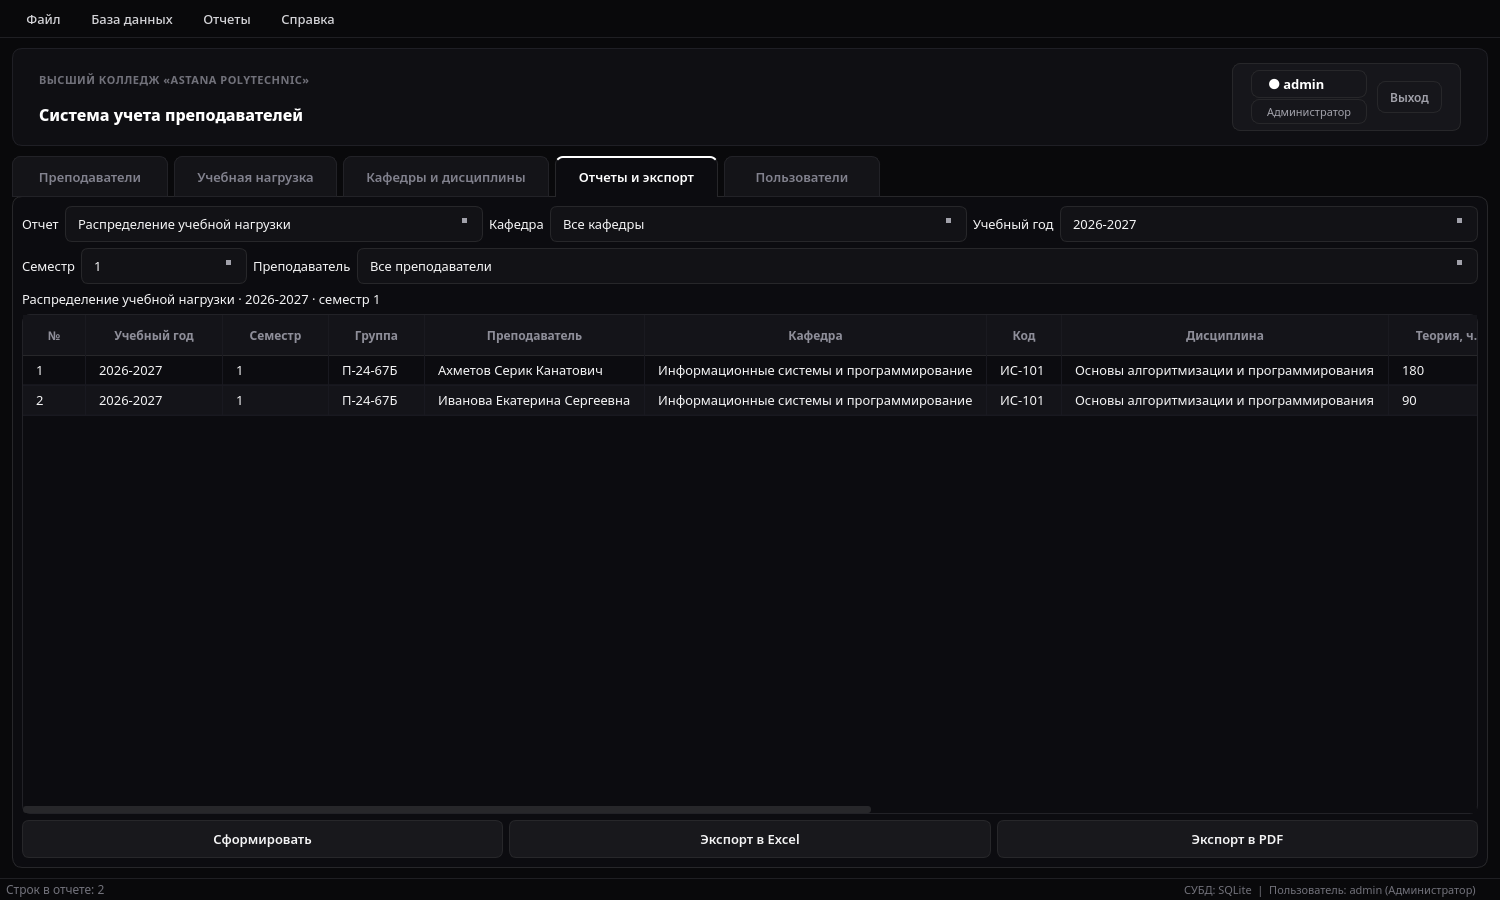 Файл База данных Отчеты Справка
ВЫСШИЙ КОЛЛЕДЖ «ASTANA POLYTECHNIC»
Система учета преподавателей
admin
Администратор
Выход
Преподаватели Учебная нагрузка Кафедры и дисциплины Отчеты и экспорт Пользователи
Отчет Распределение учебной нагрузки Кафедра Все кафедры Учебный год 2026-2027
Семестр 1 Преподаватель Все преподаватели
Распределение учебной нагрузки · 2026-2027 · семестр 1
№ Учебный год Семестр Группа Преподаватель Кафедра Код Дисциплина Теория, ч.
1 2026-2027 1 П-24-67Б Ахметов Серик Канатович Информационные системы и программирование ИС-101 Основы алгоритмизации и программирования 180
2 2026-2027 1 П-24-67Б Иванова Екатерина Сергеевна Информационные системы и программирование ИС-101 Основы алгоритмизации и программирования 90
Сформировать Экспорт в Excel Экспорт в PDF
Строк в отчете: 2 СУБД: SQLite | Пользователь: admin (Администратор)